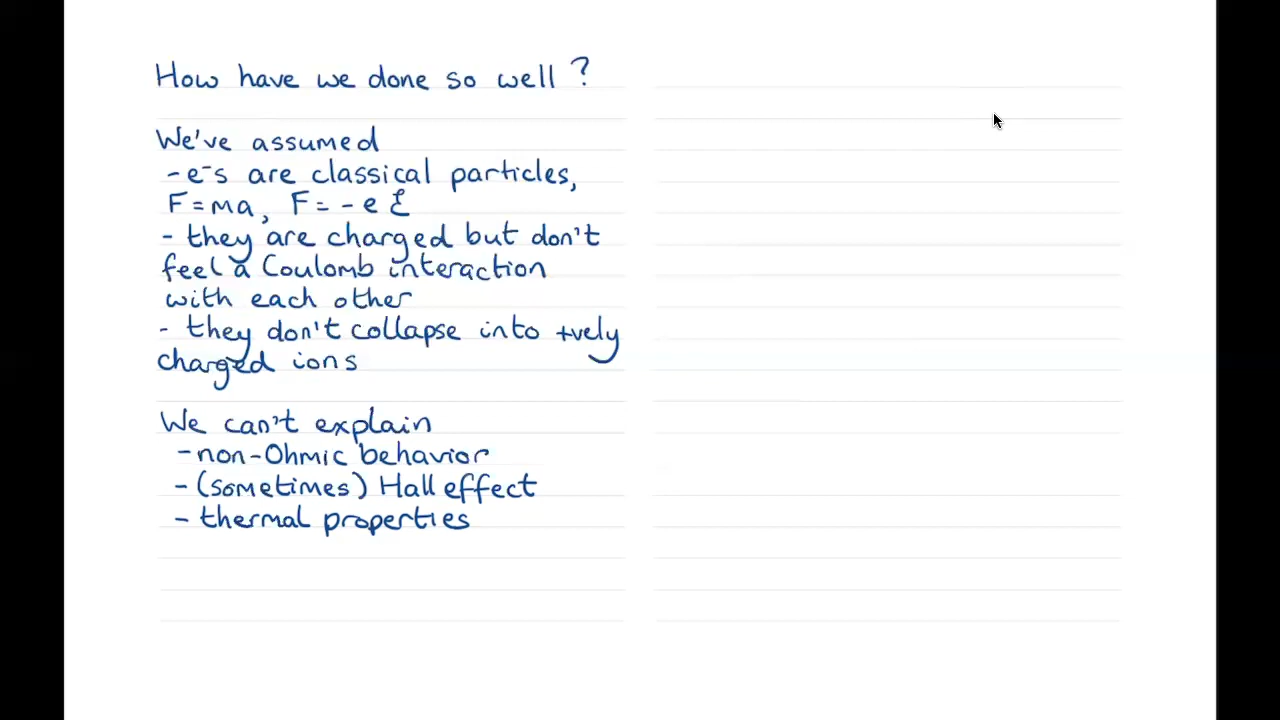 How have we done so well ?
We've assumed
- e⁻s are classical particles,
F = ma, F = - e ℰ
- they are charged but don't
feel a Coulomb interaction
with each other
- they don't collapse into +vely
charged ions
We can't explain
- non-Ohmic behavior
- (sometimes) Hall effect
- thermal properties